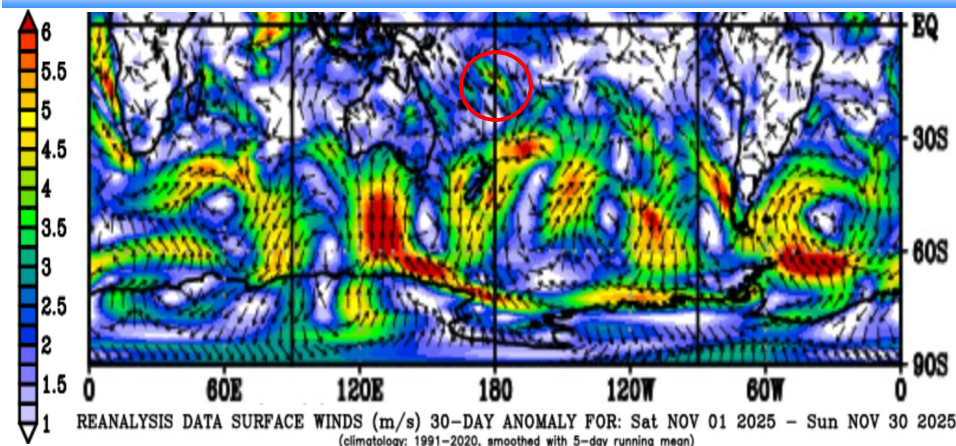 6
5.5
5
4.5
4
3.5
3
2.5
2
1.5
1
EQ
30S
60S
90S
0 60E 120E 180 120W 60W 0
REANALYSIS DATA SURFACE WINDS (m/s) 30-DAY ANOMALY FOR: Sat NOV 01 2025 - Sun NOV 30 2025
(climatology: 1991-2020, smoothed with 5-day running mean)